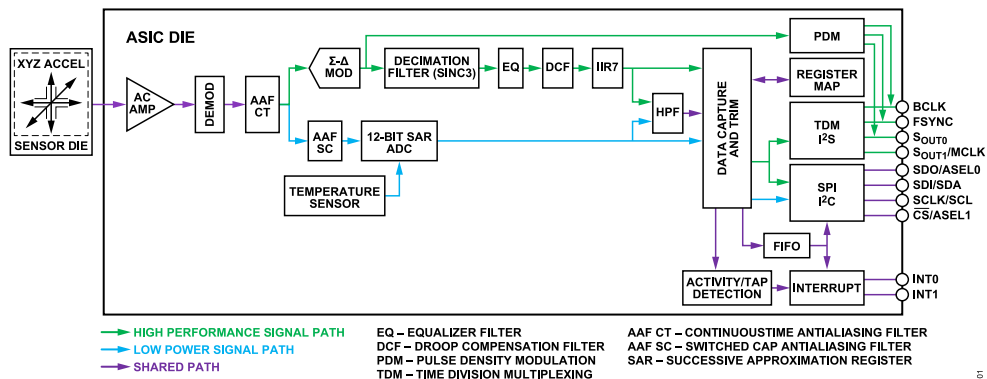 ASIC DIE
XYZ ACCEL
SENSOR DIE
AC
AMP
DEMOD
AAF
CT
Σ-Δ
MOD
DECIMATION
FILTER (SINC3)
EQ
DCF
IIR7
AAF
SC
12-BIT SAR
ADC
TEMPERATURE
SENSOR
HPF
DATA CAPTURE
AND TRIM
PDM
REGISTER
MAP
TDM
I2S
SPI
I2C
FIFO
ACTIVITY/TAP
DETECTION
INTERRUPT
BCLK
FSYNC
SOUT0
SOUT1/MCLK
SDO/ASEL0
SDI/SDA
SCLK/SCL
CS/ASEL1
INT0
INT1
HIGH PERFORMANCE SIGNAL PATH
LOW POWER SIGNAL PATH
SHARED PATH
EQ – EQUALIZER FILTER
DCF – DROOP COMPENSATION FILTER
PDM – PULSE DENSITY MODULATION
TDM – TIME DIVISION MULTIPLEXING
AAF CT – CONTINUOUSTIME ANTIALIASING FILTER
AAF SC – SWITCHED CAP ANTIALIASING FILTER
SAR – SUCCESSIVE APPROXIMATION REGISTER
01